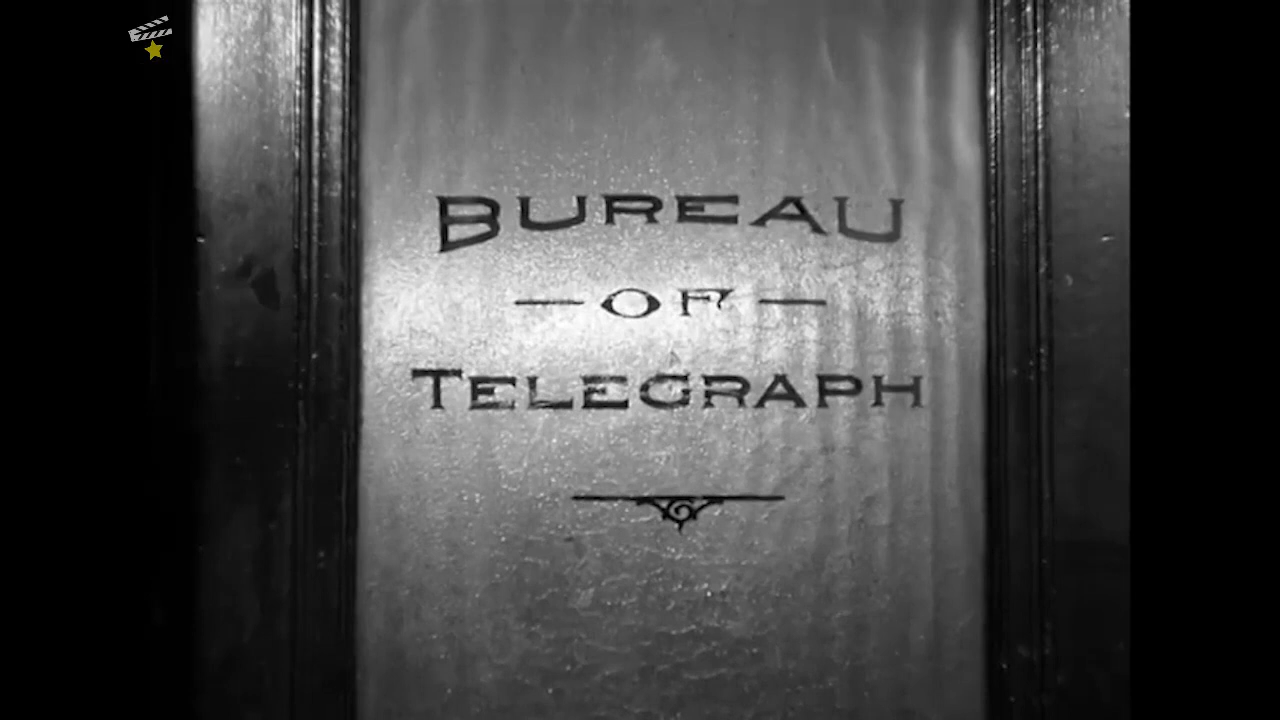 BUREAU
— OF —
TELEGRAPH